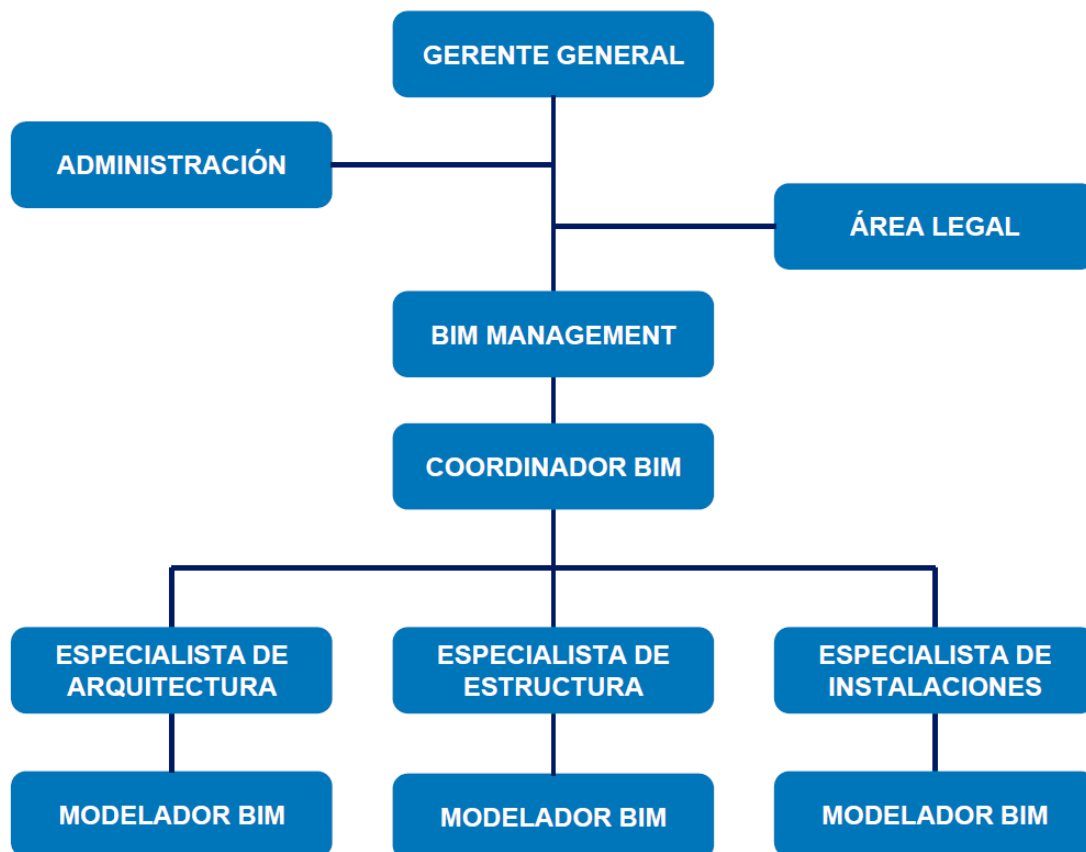 GERENTE GENERAL
ADMINISTRACIÓN
ÁREA LEGAL
BIM MANAGEMENT
COORDINADOR BIM
ESPECIALISTA DE
ARQUITECTURA
ESPECIALISTA DE
ESTRUCTURA
ESPECIALISTA DE
INSTALACIONES
MODELADOR BIM
MODELADOR BIM
MODELADOR BIM